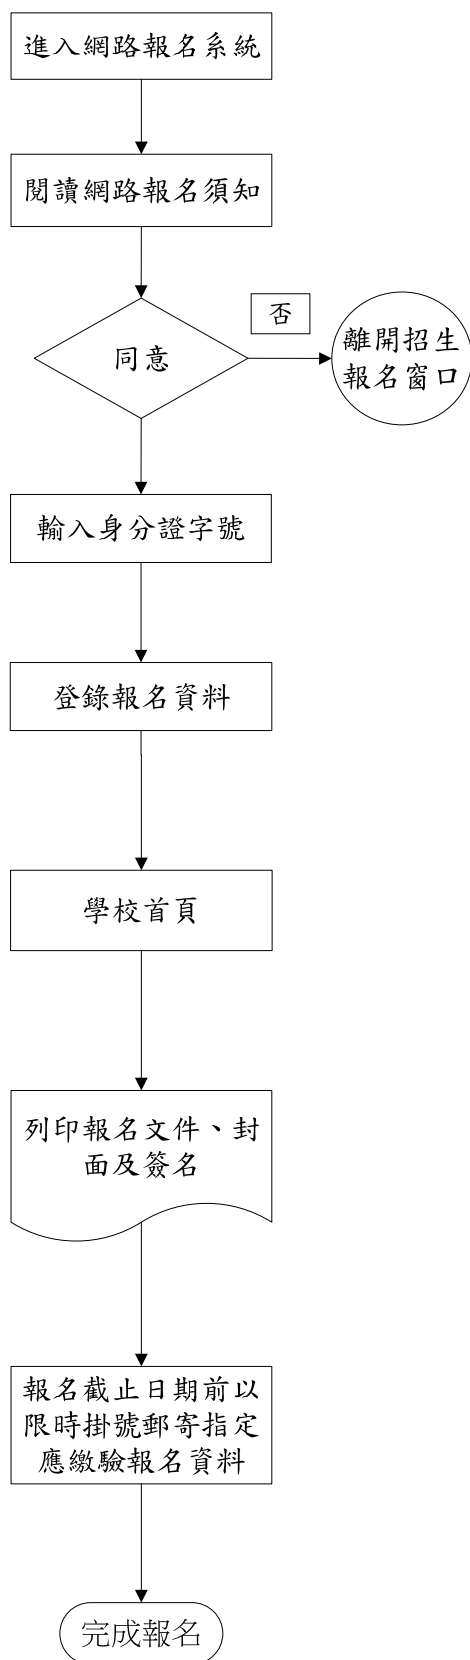 進入網路報名系統
閱讀網路報名須知
同意
否
離開招生
報名窗口
輸入身分證字號
登錄報名資料
學校首頁
列印報名文件、封
面及簽名
報名截止日期前以
限時掛號郵寄指定
應繳驗報名資料
完成報名